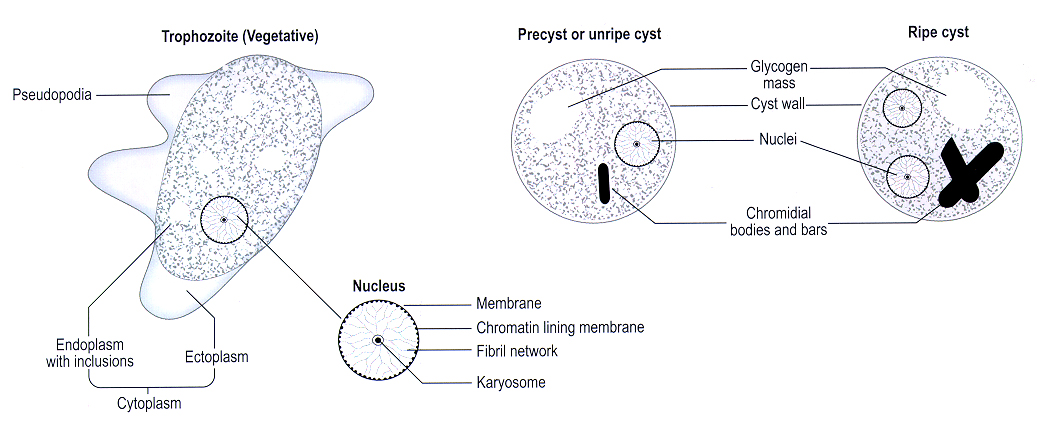 Trophozoite (Vegetative)
Pseudopodia
Endoplasm
with inclusions
Ectoplasm
Cytoplasm
Nucleus
Membrane
Chromatin lining membrane
Fibril network
Karyosome
Precyst or unripe cyst
Ripe cyst
Glycogen
mass
Cyst wall
Nuclei
Chromidial
bodies and bars